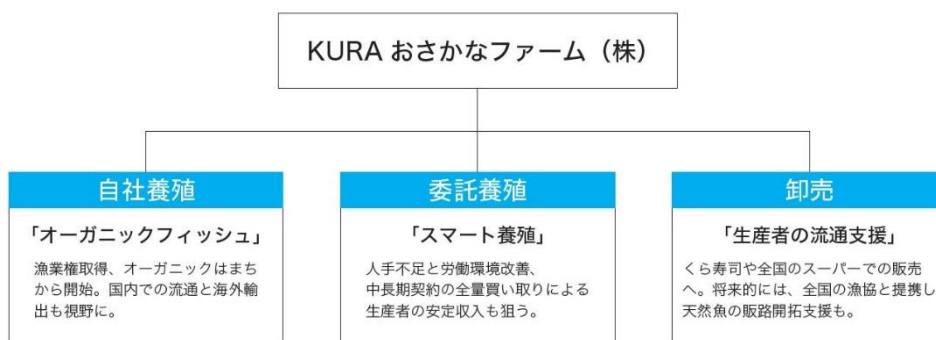 KURA おさかなファーム（株）
自社養殖
「オーガニックフィッシュ」
漁業権取得、オーガニックはまち
から開始。国内での流通と海外輸
出も視野に。
委託養殖
「スマート養殖」
人手不足と労働環境改善、
中長期契約の全量買い取りによる
生産者の安定収入も狙う。
卸売
「生産者の流通支援」
くら寿司や全国のスーパーでの販売
へ。将来的には、全国の漁協と提携し
天然魚の販路開拓支援も。